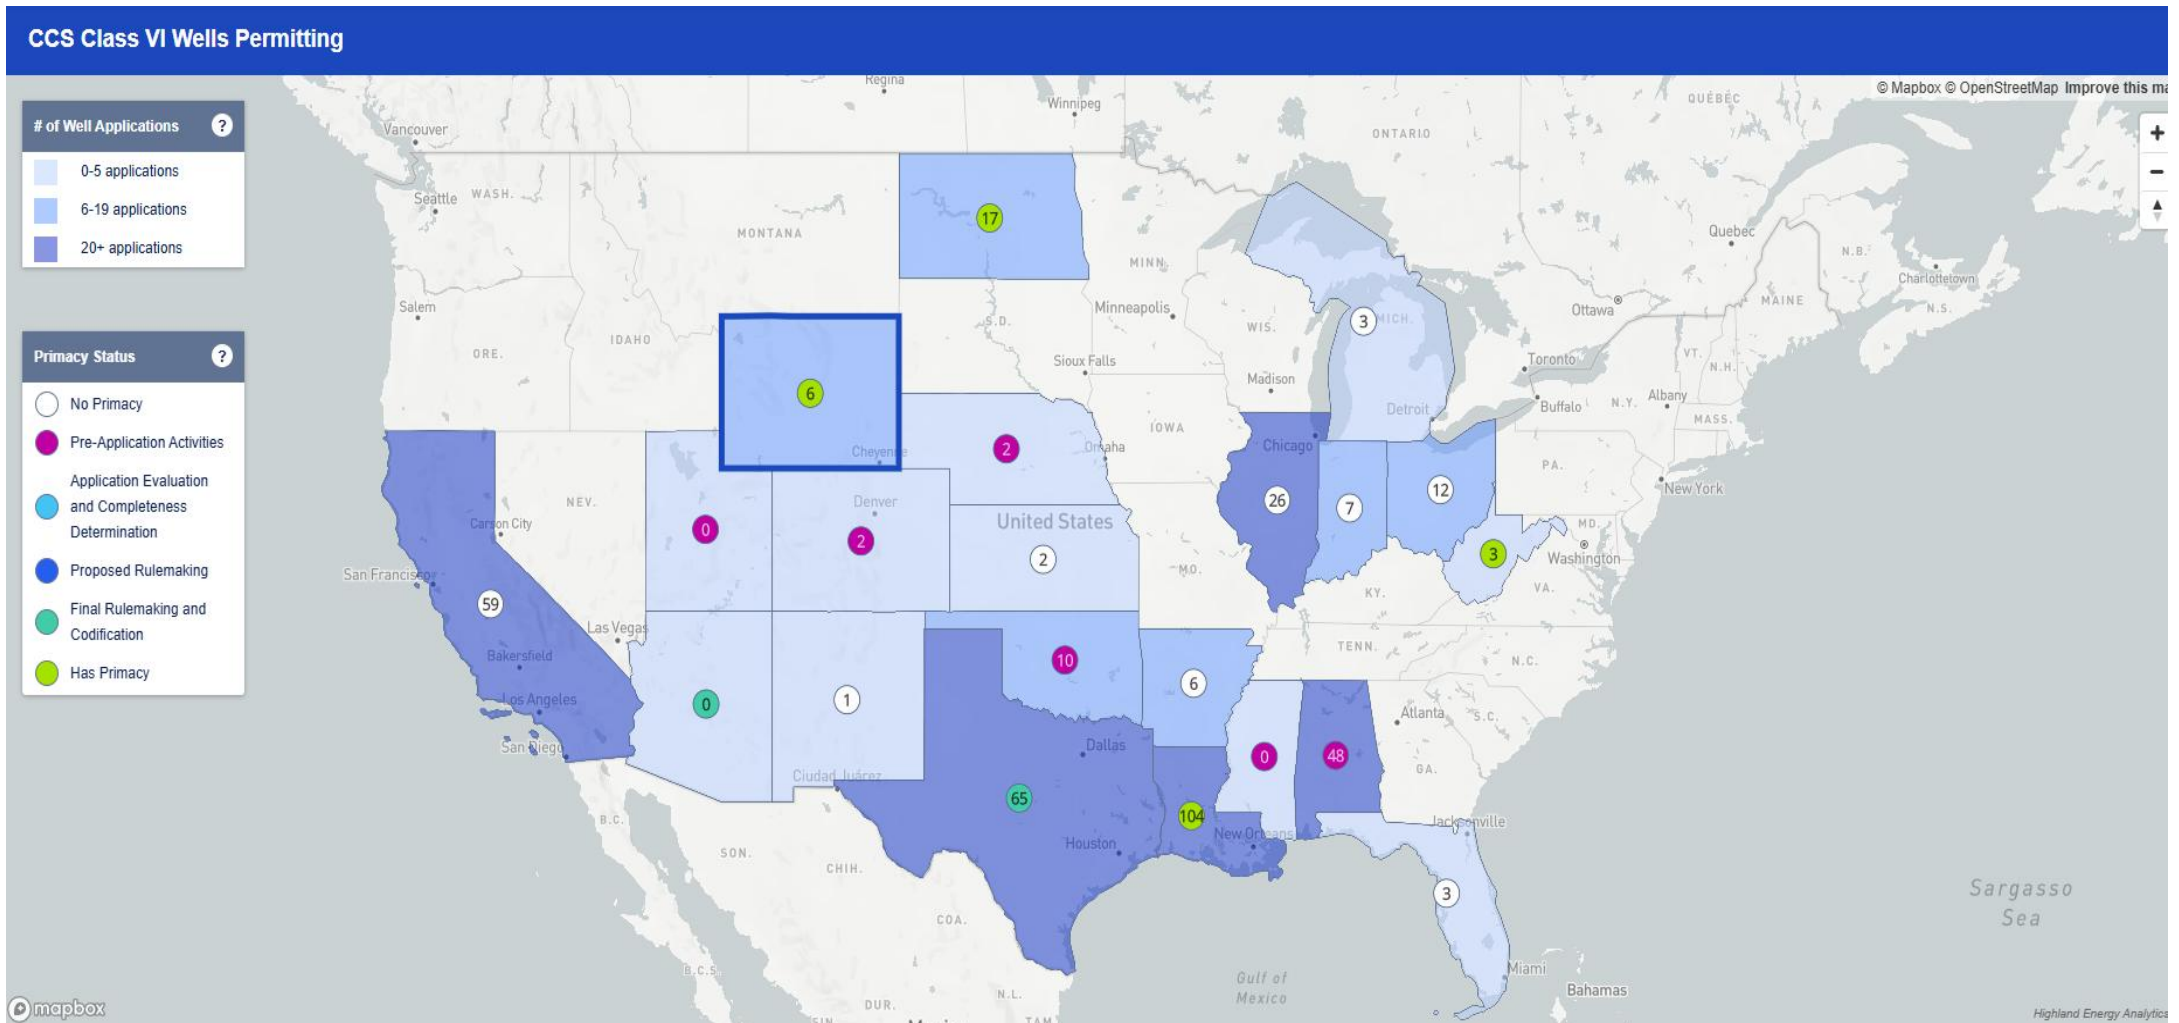 CCS Class VI Wells Permitting
© Mapbox © OpenStreetMap Improve this ma
# of Well Applications ?
0-5 applications
6-19 applications
20+ applications
Primacy Status ?
No Primacy
Pre-Application Activities
Application Evaluation
and Completeness
Determination
Proposed Rulemaking
Final Rulemaking and
Codification
Has Primacy
+
−
Regina
Winnipeg
QUÉBEC
ONTARIO
Vancouver
Seattle
WASH.
MONTANA
17
MINN.
Quebec
N.B.
Charlottetown
Salem
Minneapolis
S.D.
Ottawa
MAINE
N.S.
3
MICH.
WIS.
IDAHO
ORE.
Sioux Falls
Toronto
VT.
N.H.
Madison
6
Buffalo
N.Y.
Albany
Detroit
MASS.
IOWA
Chicago
Cheyenne
2
Omaha
PA.
New York
NEV.
Denver
26
7
12
Carson City
0
2
United States
MD.
Washington
3
San Francisco
2
MO.
KY.
VA.
59
Las Vegas
TENN.
N.C.
Bakersfield
10
6
Los Angeles
0
1
Atlanta
S.C.
San Diego
Dallas
0
48
GA.
Ciudad Juárez
65
104
New Orleans
Jacksonville
B.C.
Houston
SON.
CHIH.
3
Sargasso
Sea
COA.
B.C.S.
Gulf of
Mexico
Miami
Bahamas
N.L.
DUR.
SIN.
TAM.
mapbox
Highland Energy Analytics